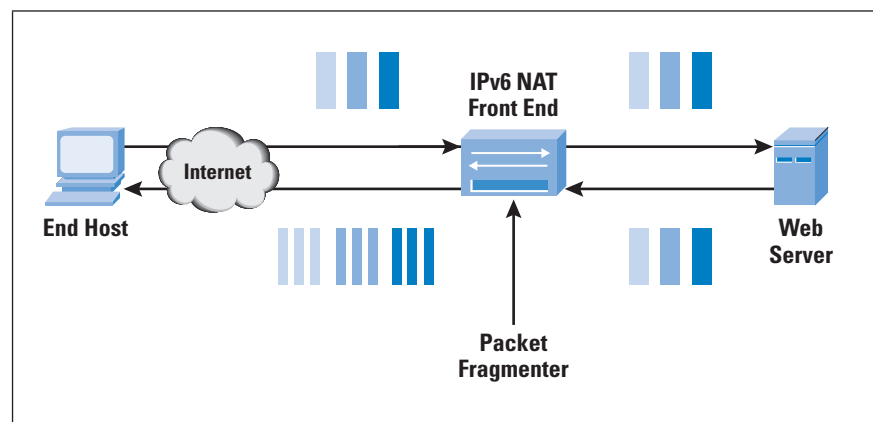 IPv6 NAT
Front End
Internet
End Host
Web
Server
Packet
Fragmenter